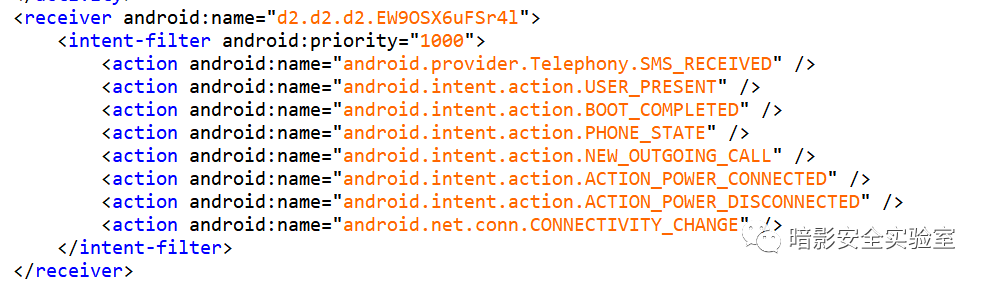 <receiver android:name="d2.d2.d2.EW9OSX6uFSr4l">
<intent-filter android:priority="1000">
<action android:name="android.provider.Telephony.SMS_RECEIVED" />
<action android:name="android.intent.action.USER_PRESENT" />
<action android:name="android.intent.action.BOOT_COMPLETED" />
<action android:name="android.intent.action.PHONE_STATE" />
<action android:name="android.intent.action.NEW_OUTGOING_CALL" />
<action android:name="android.intent.action.ACTION_POWER_CONNECTED" />
<action android:name="android.intent.action.ACTION_POWER_DISCONNECTED" />
<action android:name="android.net.conn.CONNECTIVITY_CHANGE" />
</intent-filter>
</receiver>
暗影安全实验室